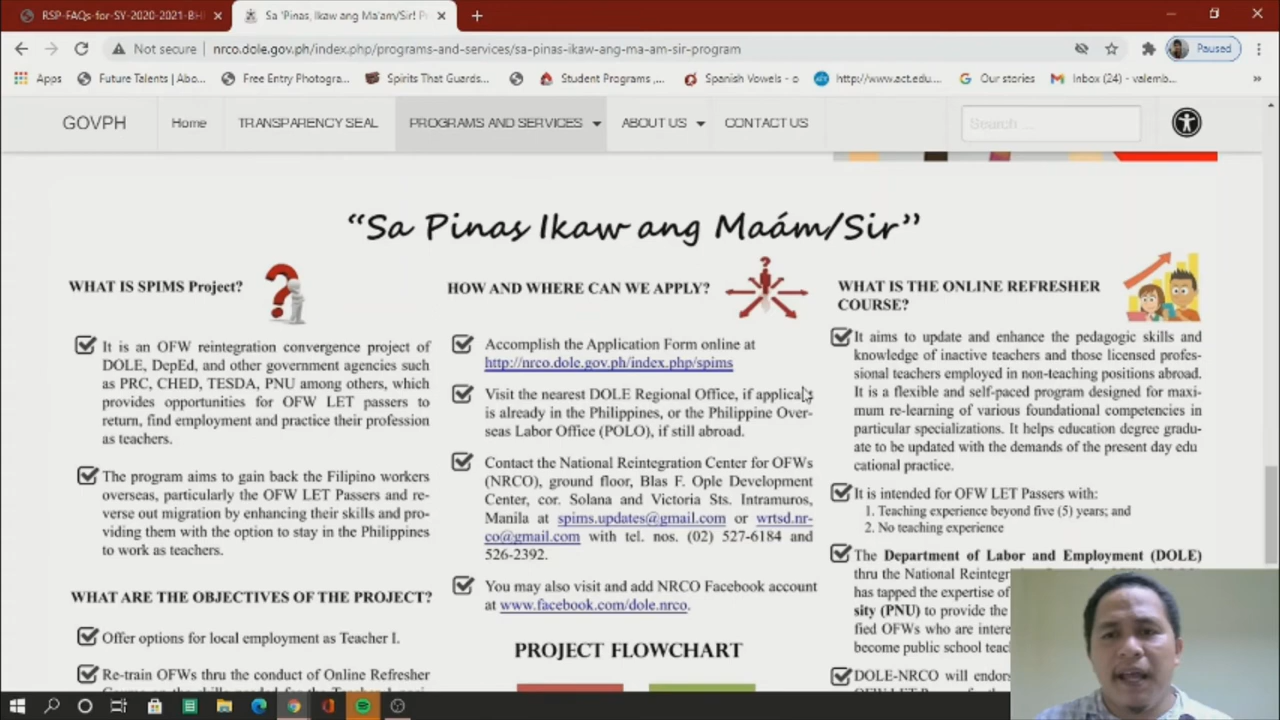 RSP-FAQs-for-SY-2020-2021-BHR
Sa 'Pinas, Ikaw ang Ma'am/Sir! P
Not secure
nrco.dole.gov.ph/index.php/programs-and-services/sa-pinas-ikaw-ang-ma-am-sir-program
Paused
Apps
Future Talents | Abo...
Free Entry Photogra...
Spirits That Guards...
Student Programs ,...
Spanish Vowels - o
http://www.act.edu....
Our stories
Inbox (24) - valemb...
GOVPH
Home
TRANSPARENCY SEAL
PROGRAMS AND SERVICES
ABOUT US
CONTACT US
Search ...
"Sa Pinas Ikaw ang Maám/Sir"
WHAT IS SPIMS Project?
It is an OFW reintegration convergence project of
DOLE, DepEd, and other government agencies such
as PRC, CHED, TESDA, PNU among others, which
provides opportunities for OFW LET passers to
return, find employment and practice their profession
as teachers.
The program aims to gain back the Filipino workers
overseas, particularly the OFW LET Passers and re-
verse out migration by enhancing their skills and pro-
viding them with the option to stay in the Philippines
to work as teachers.
WHAT ARE THE OBJECTIVES OF THE PROJECT?
Offer options for local employment as Teacher I.
Re-train OFWs thru the conduct of Online Refresher
HOW AND WHERE CAN WE APPLY?
Accomplish the Application Form online at
http://nrco.dole.gov.ph/index.php/spims
Visit the nearest DOLE Regional Office, if applicant
is already in the Philippines, or the Philippine Over-
seas Labor Office (POLO), if still abroad.
Contact the National Reintegration Center for OFWs
(NRCO), ground floor, Blas F. Ople Development
Center, cor. Solana and Victoria Sts. Intramuros,
Manila at spims.updates@gmail.com or wrtsd.nr-
co@gmail.com with tel. nos. (02) 527-6184 and
526-2392.
You may also visit and add NRCO Facebook account
at www.facebook.com/dole.nrco.
PROJECT FLOWCHART
WHAT IS THE ONLINE REFRESHER
COURSE?
It aims to update and enhance the pedagogic skills and
knowledge of inactive teachers and those licensed profes-
sional teachers employed in non-teaching positions abroad.
It is a flexible and self-paced program designed for maxi-
mum re-learning of various foundational competencies in
particular specializations. It helps education degree gradu-
ate to be updated with the demands of the present day edu
cational practice.
It is intended for OFW LET Passers with:
1. Teaching experience beyond five (5) years; and
2. No teaching experience
The Department of Labor and Employment (DOLE)
thru the National Reintegr
has tapped the expertise of
sity (PNU) to provide the
fied OFWs who are inter
become public school teac
DOLE-NRCO will endors